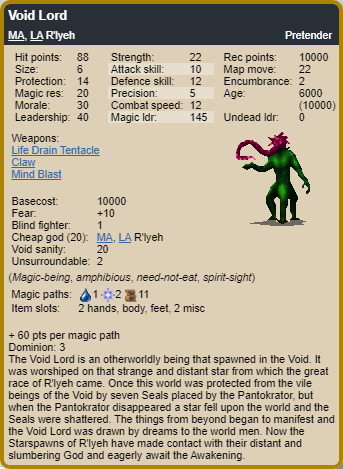 Void Lord
MA, LA R'lyeh Pretender
Hit points: 88 Strength: 22 Rec points: 10000
Size: 6 Attack skill: 10 Map move: 22
Protection: 14 Defence skill: 12 Encumbrance: 2
Magic res: 20 Precision: 5 Age: 6000
Morale: 30 Combat speed: 12 (10000)
Leadership: 40 Magic ldr: 145 Undead ldr: 0
Weapons:
Life Drain Tentacle
Claw
Mind Blast
Basecost: 10000
Fear: +10
Blind fighter: 1
Cheap god (20): MA, LA R'lyeh
Void sanity: 20
Unsurroundable: 2
(Magic-being, amphibious, need-not-eat, spirit-sight)
Magic paths: 1 2 11
Item slots: 2 hands, body, feet, 2 misc
+ 60 pts per magic path
Dominion: 3
The Void Lord is an otherworldly being that spawned in the Void. It
was worshiped on that strange and distant star from which the great
race of R'lyeh came. Once this world was protected from the vile
beings of the Void by seven Seals placed by the Pantokrator, but
when the Pantokrator disappeared a star fell upon the world and the
Seals were shattered. The things from beyond began to manifest and
the Void Lord was drawn by dreams to the world men. Now the
Starspawns of R'lyeh have made contact with their distant and
slumbering God and eagerly await the Awakening.